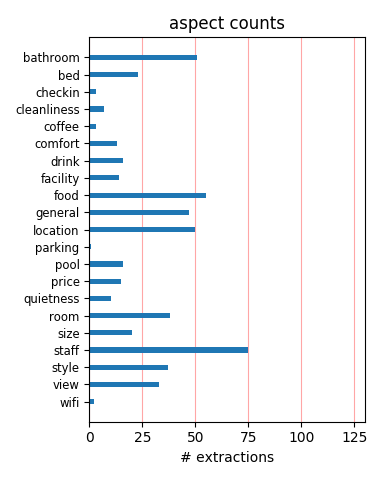 aspect counts
bathroom
bed
checkin
cleanliness
coffee
comfort
drink
facility
food
general
location
parking
pool
price
quietness
room
size
staff
style
view
wifi
0 25 50 75 100 125
# extractions